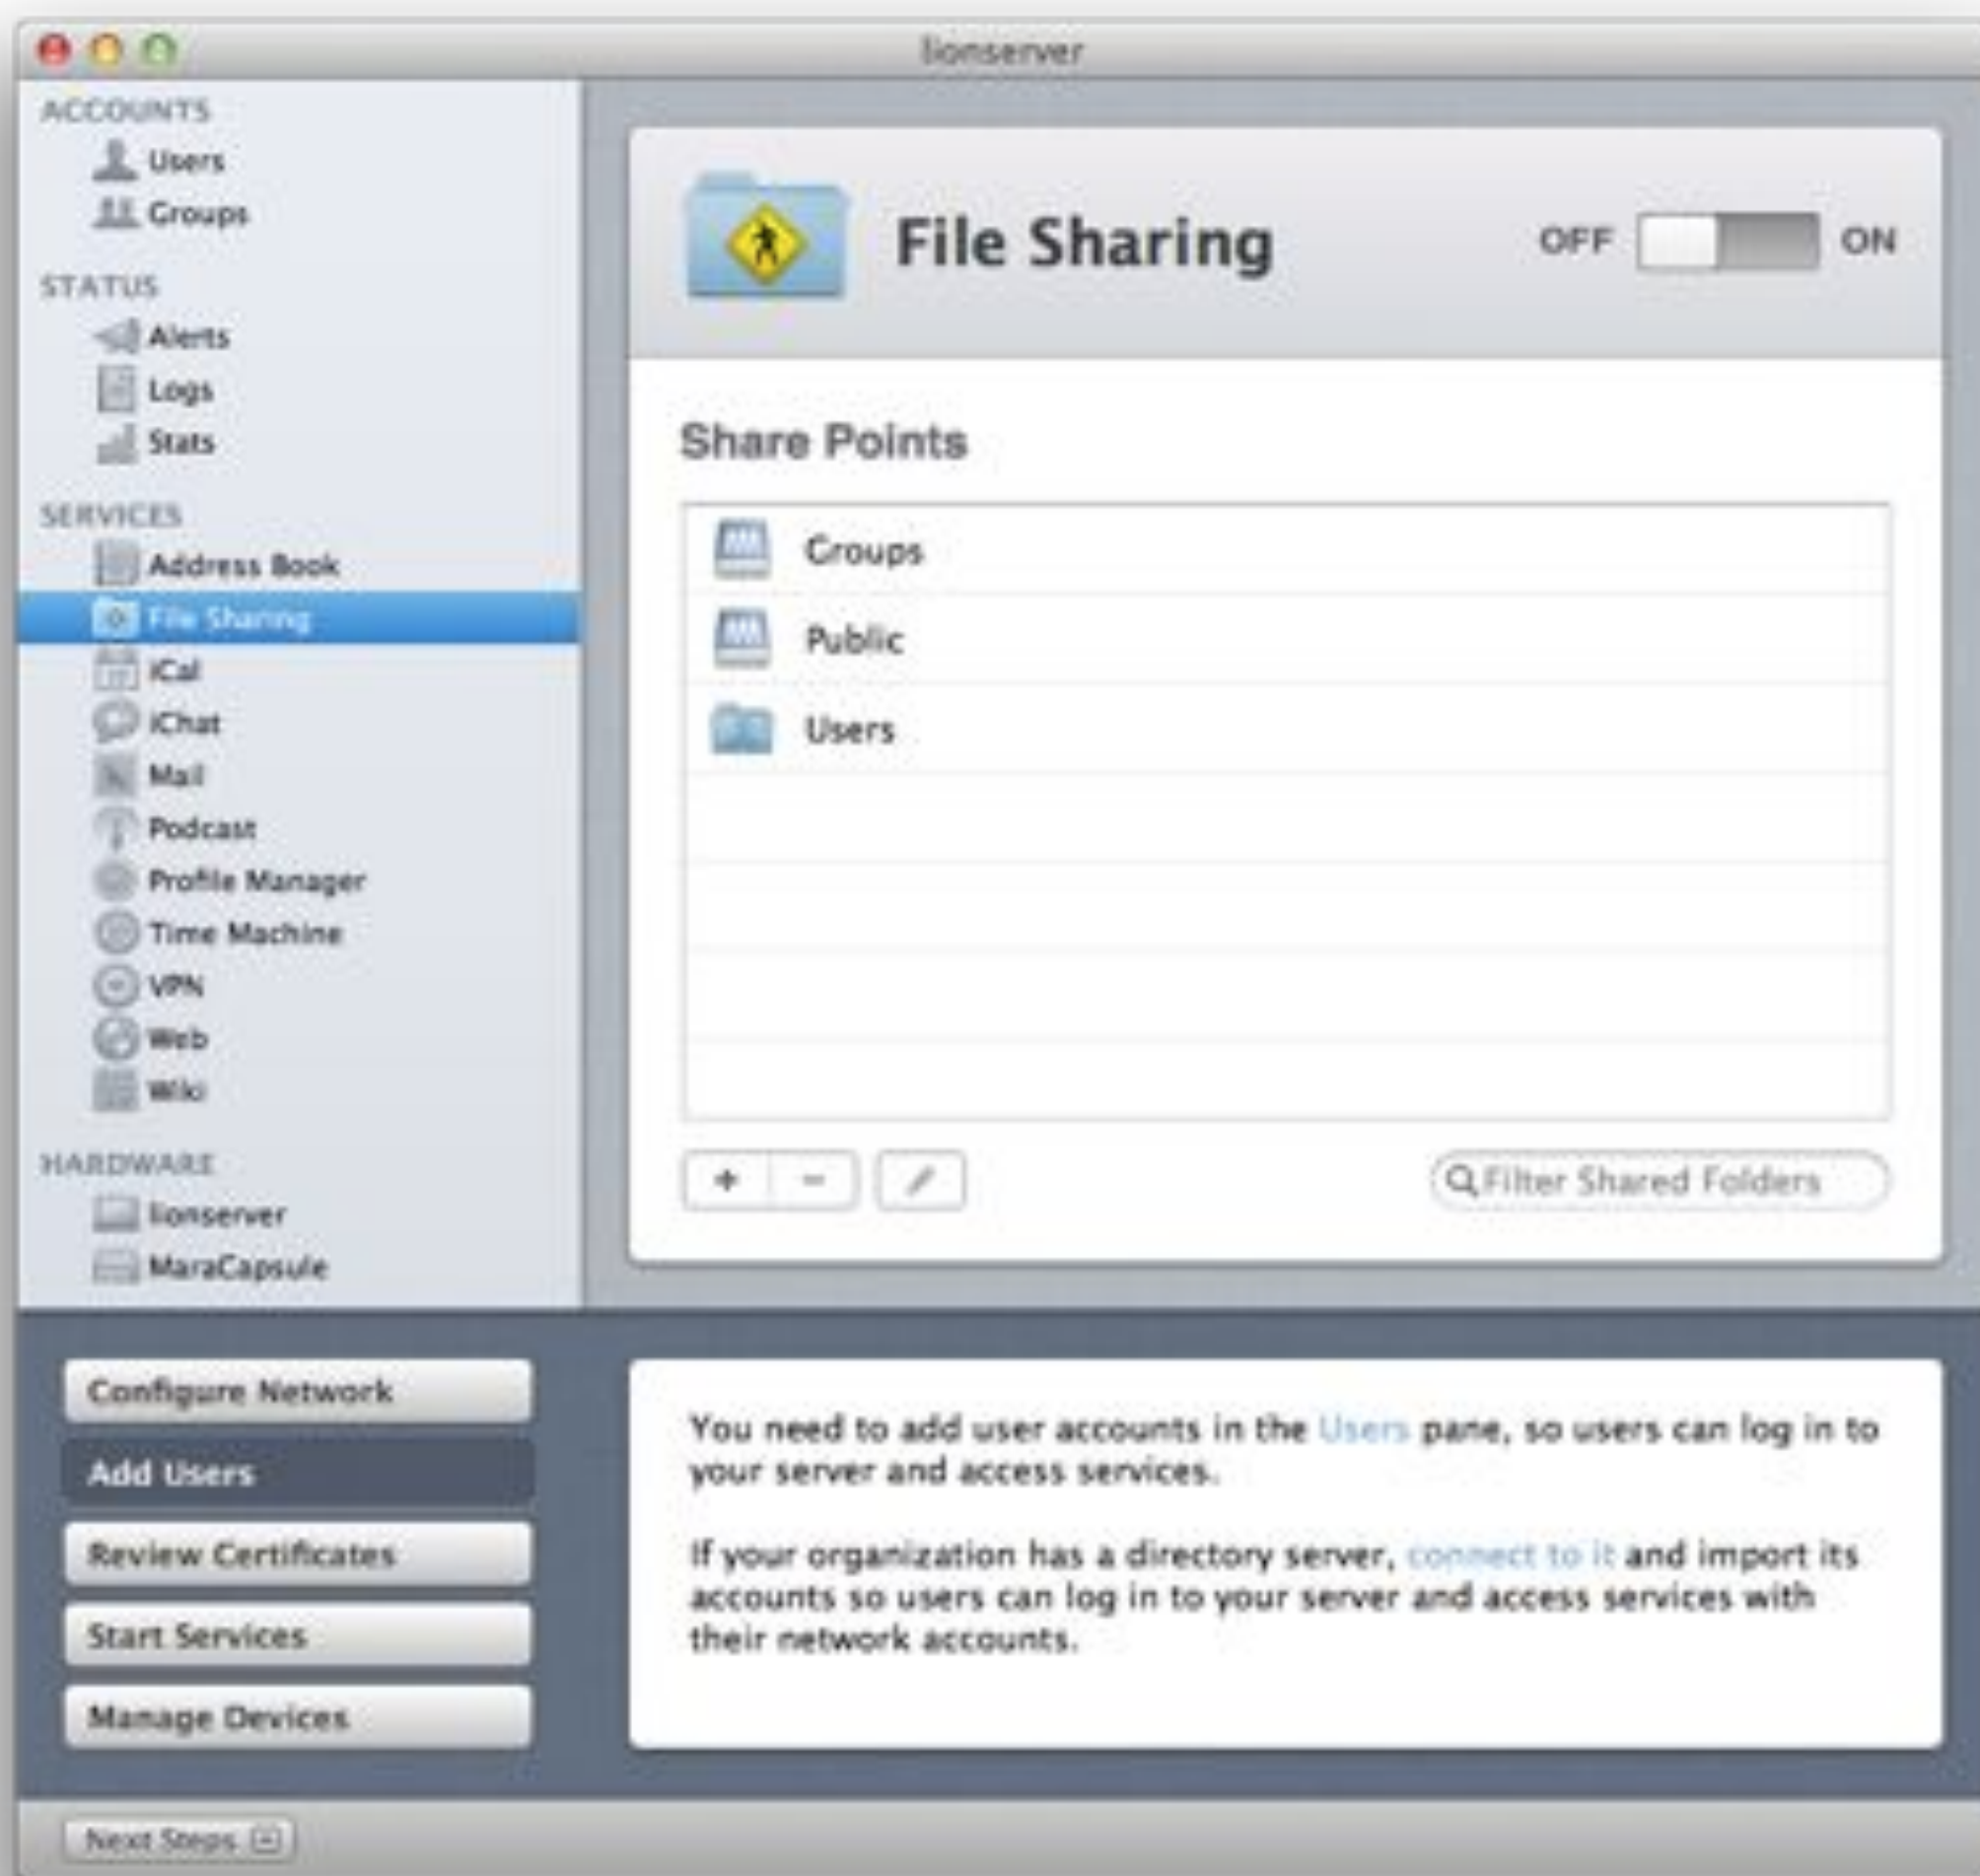 lionserver
ACCOUNTS
Users
Groups
STATUS
Alerts
Logs
Stats
SERVICES
Address Book
File Sharing
iCal
iChat
Mail
Podcast
Profile Manager
Time Machine
VPN
Web
Wiki
HARDWARE
lionserver
MaraCapsule
File Sharing
OFF ON
Share Points
Groups
Public
Users
Filter Shared Folders
Configure Network
Add Users
Review Certificates
Start Services
Manage Devices
You need to add user accounts in the Users pane, so users can log in to
your server and access services.
If your organization has a directory server, connect to it and import its
accounts so users can log in to your server and access services with
their network accounts.
Next Steps